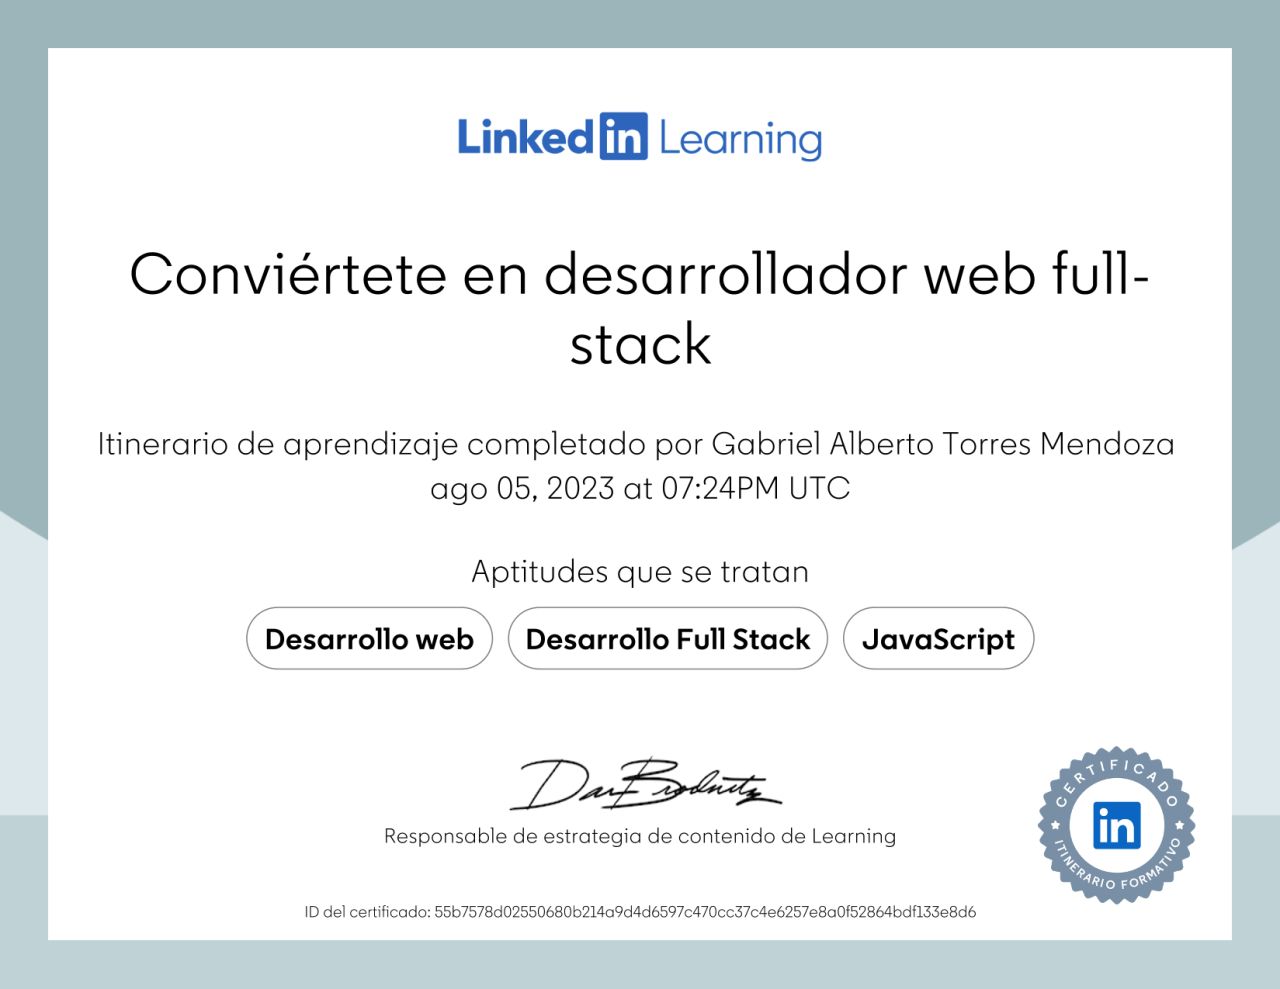 Linkedin Learning
Conviértete en desarrollador web full-
stack
Itinerario de aprendizaje completado por Gabriel Alberto Torres Mendoza
ago 05, 2023 at 07:24PM UTC
Aptitudes que se tratan
Desarrollo web Desarrollo Full Stack JavaScript
Dan Brodnitz
Responsable de estrategia de contenido de Learning
CERTIFICADO
in
ITINERARIO FORMATIVO
ID del certificado: 55b7578d02550680b214a9d4d6597c470cc37c4e6257e8a0f52864bdf133e8d6